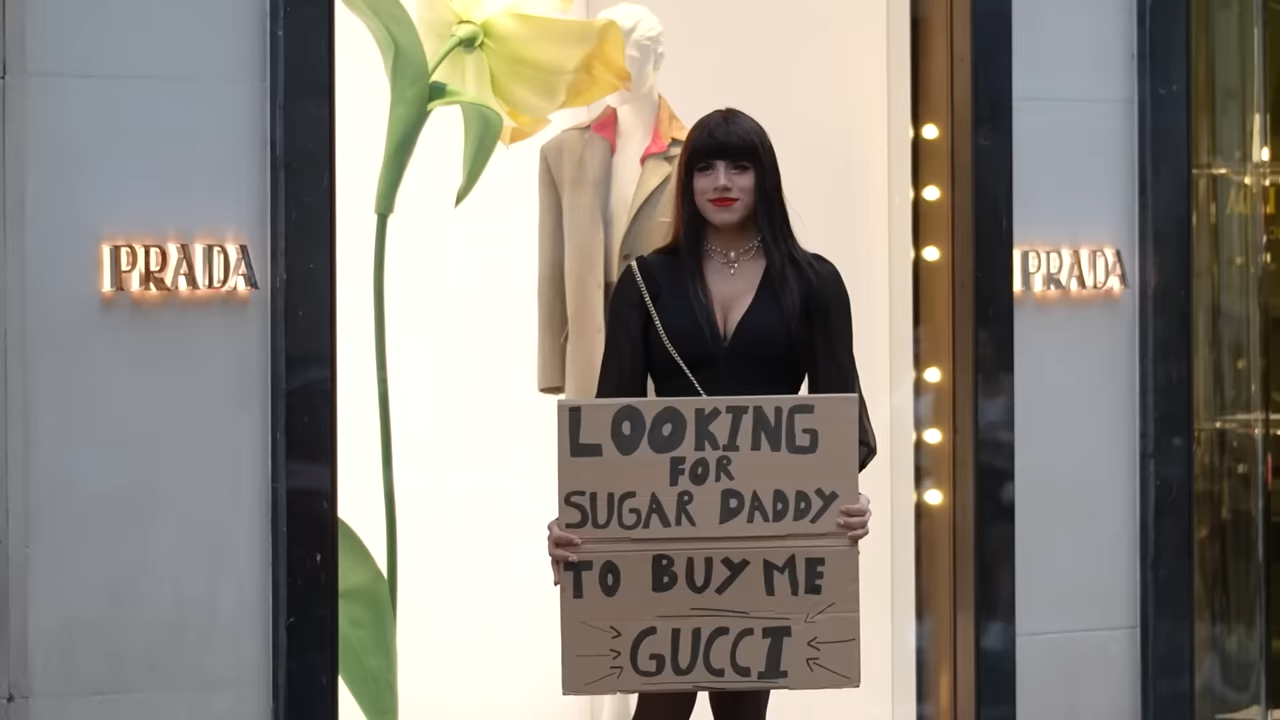 PRADA
PRADA
LOOKING
FOR
SUGAR DADDY
TO BUY ME
GUCCI